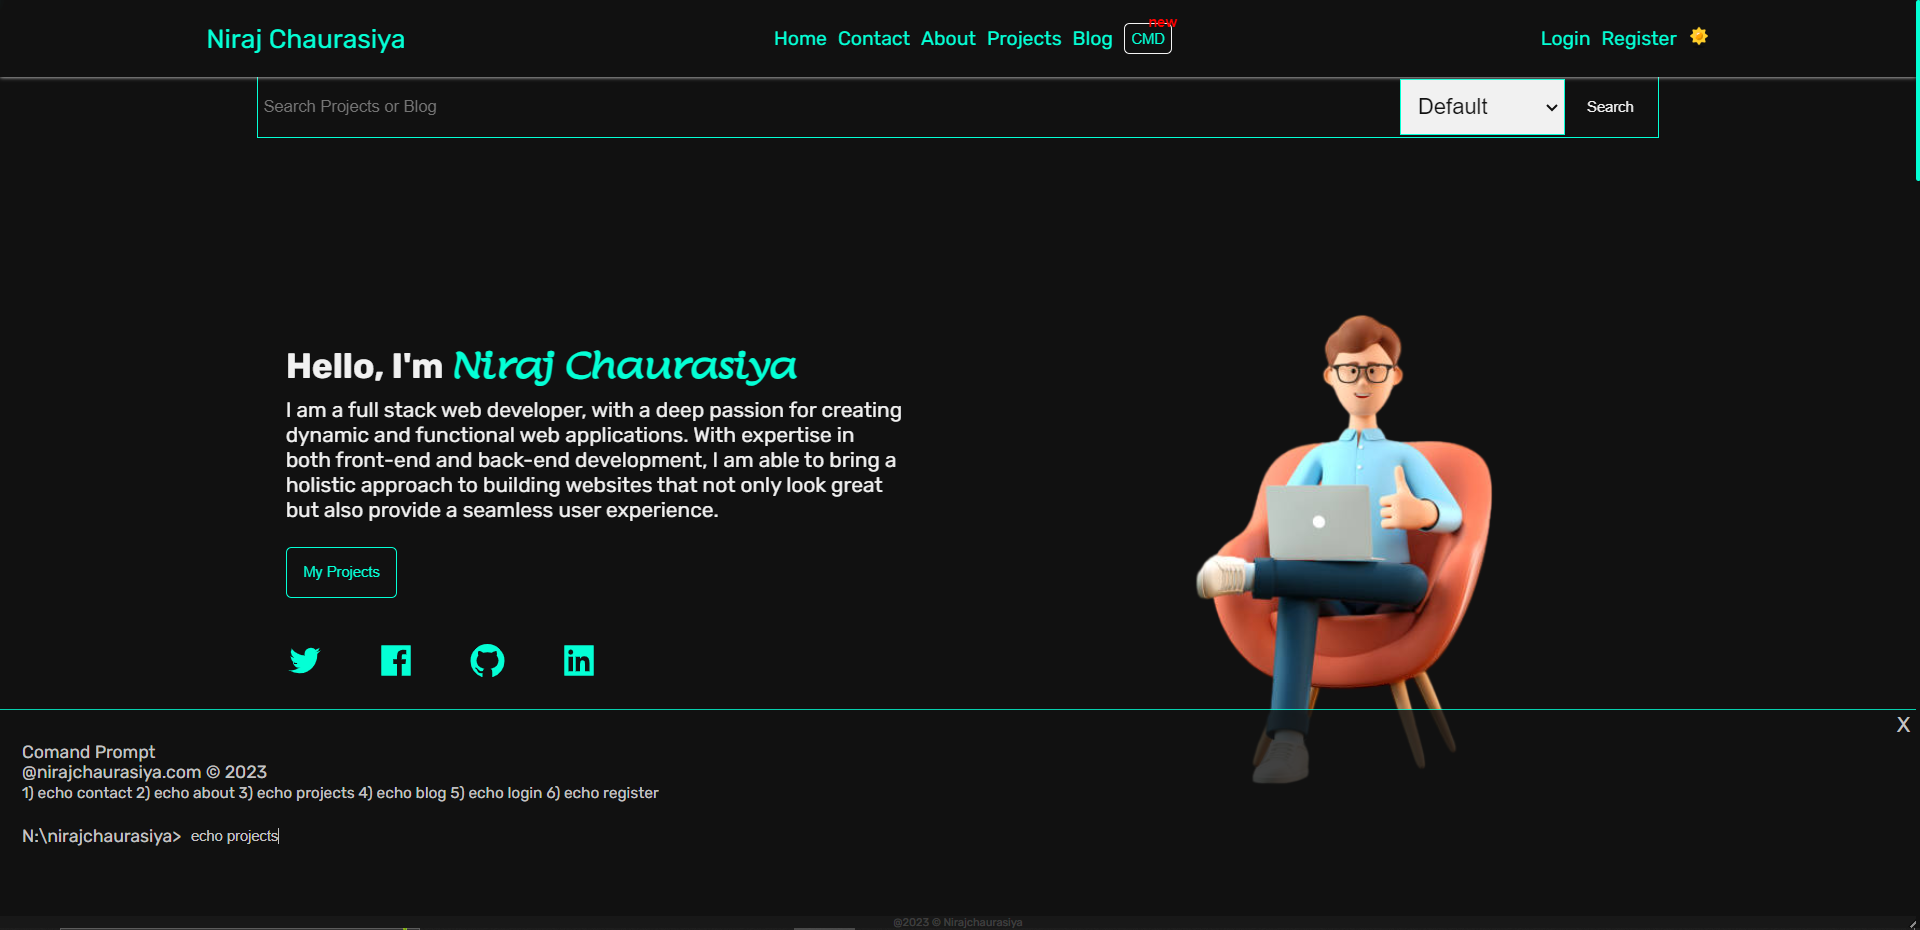 Niraj Chaurasiya
Home Contact About Projects Blog CMD new
Login Register
Search Projects or Blog
Default
Search
Hello, I'm Niraj Chaurasiya
I am a full stack web developer, with a deep passion for creating
dynamic and functional web applications. With expertise in
both front-end and back-end development, I am able to bring a
holistic approach to building websites that not only look great
but also provide a seamless user experience.
My Projects
X
Comand Prompt
@nirajchaurasiya.com © 2023
1) echo contact 2) echo about 3) echo projects 4) echo blog 5) echo login 6) echo register
N:\nirajchaurasiya> echo projects
@2023 © Nirajchaurasiya